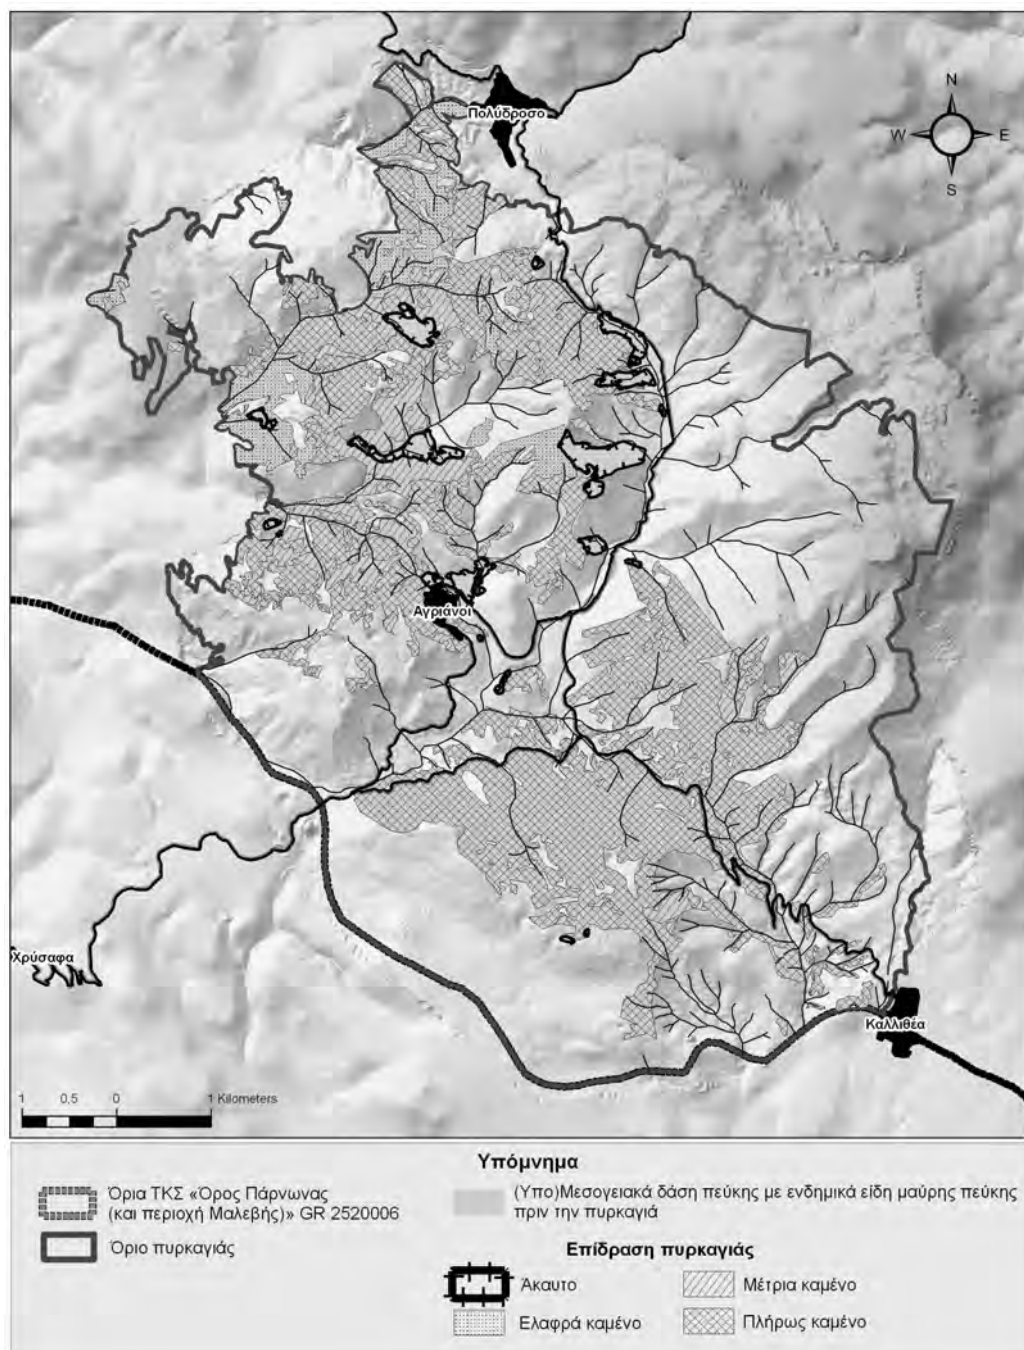 Πολύδροσο
N
W
E
S
Αγριάνοι
Χρύσαφα
Καλλιθέα
1 0,5 0 1 Kilometers
Υπόμνημα
Όρια ΤΚΣ «Όρος Πάρνωνας
(και περιοχή Μαλεβής)» GR 2520006
Όριο πυρκαγιάς
(Υπο)Μεσογειακά δάση πεύκης με ενδημικά είδη μαύρης πεύκης
πριν την πυρκαγιά
Επίδραση πυρκαγιάς
Άκαυτο
Ελαφρά καμένο
Μέτρια καμένο
Πλήρως καμένο